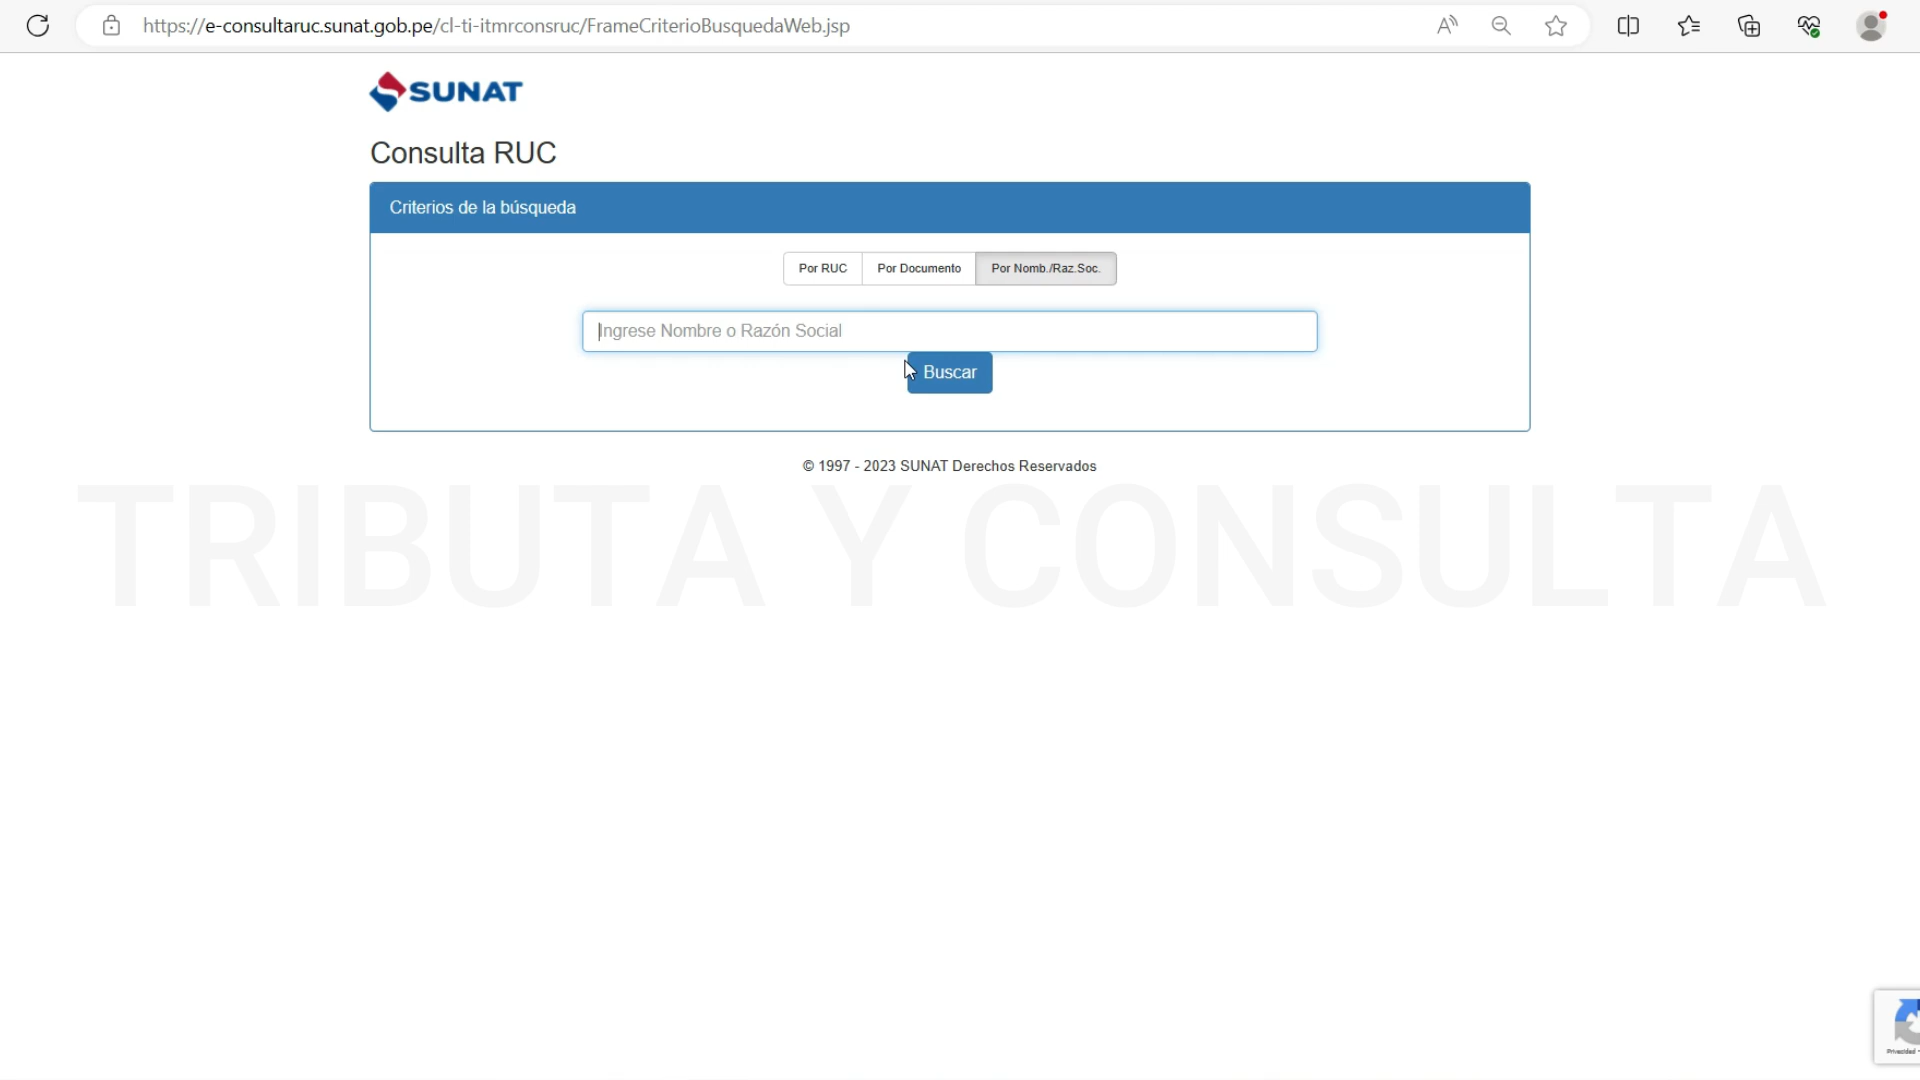 https://e-consultaruc.sunat.gob.pe/cl-ti-itmrconsruc/FrameCriterioBusquedaWeb.jsp
SUNAT
Consulta RUC
Criterios de la búsqueda
Por RUC Por Documento Por Nomb./Raz.Soc.
Ingrese Nombre o Razón Social
Buscar
© 1997 - 2023 SUNAT Derechos Reservados
TRIBUTA Y CONSULTA
Privacidad -